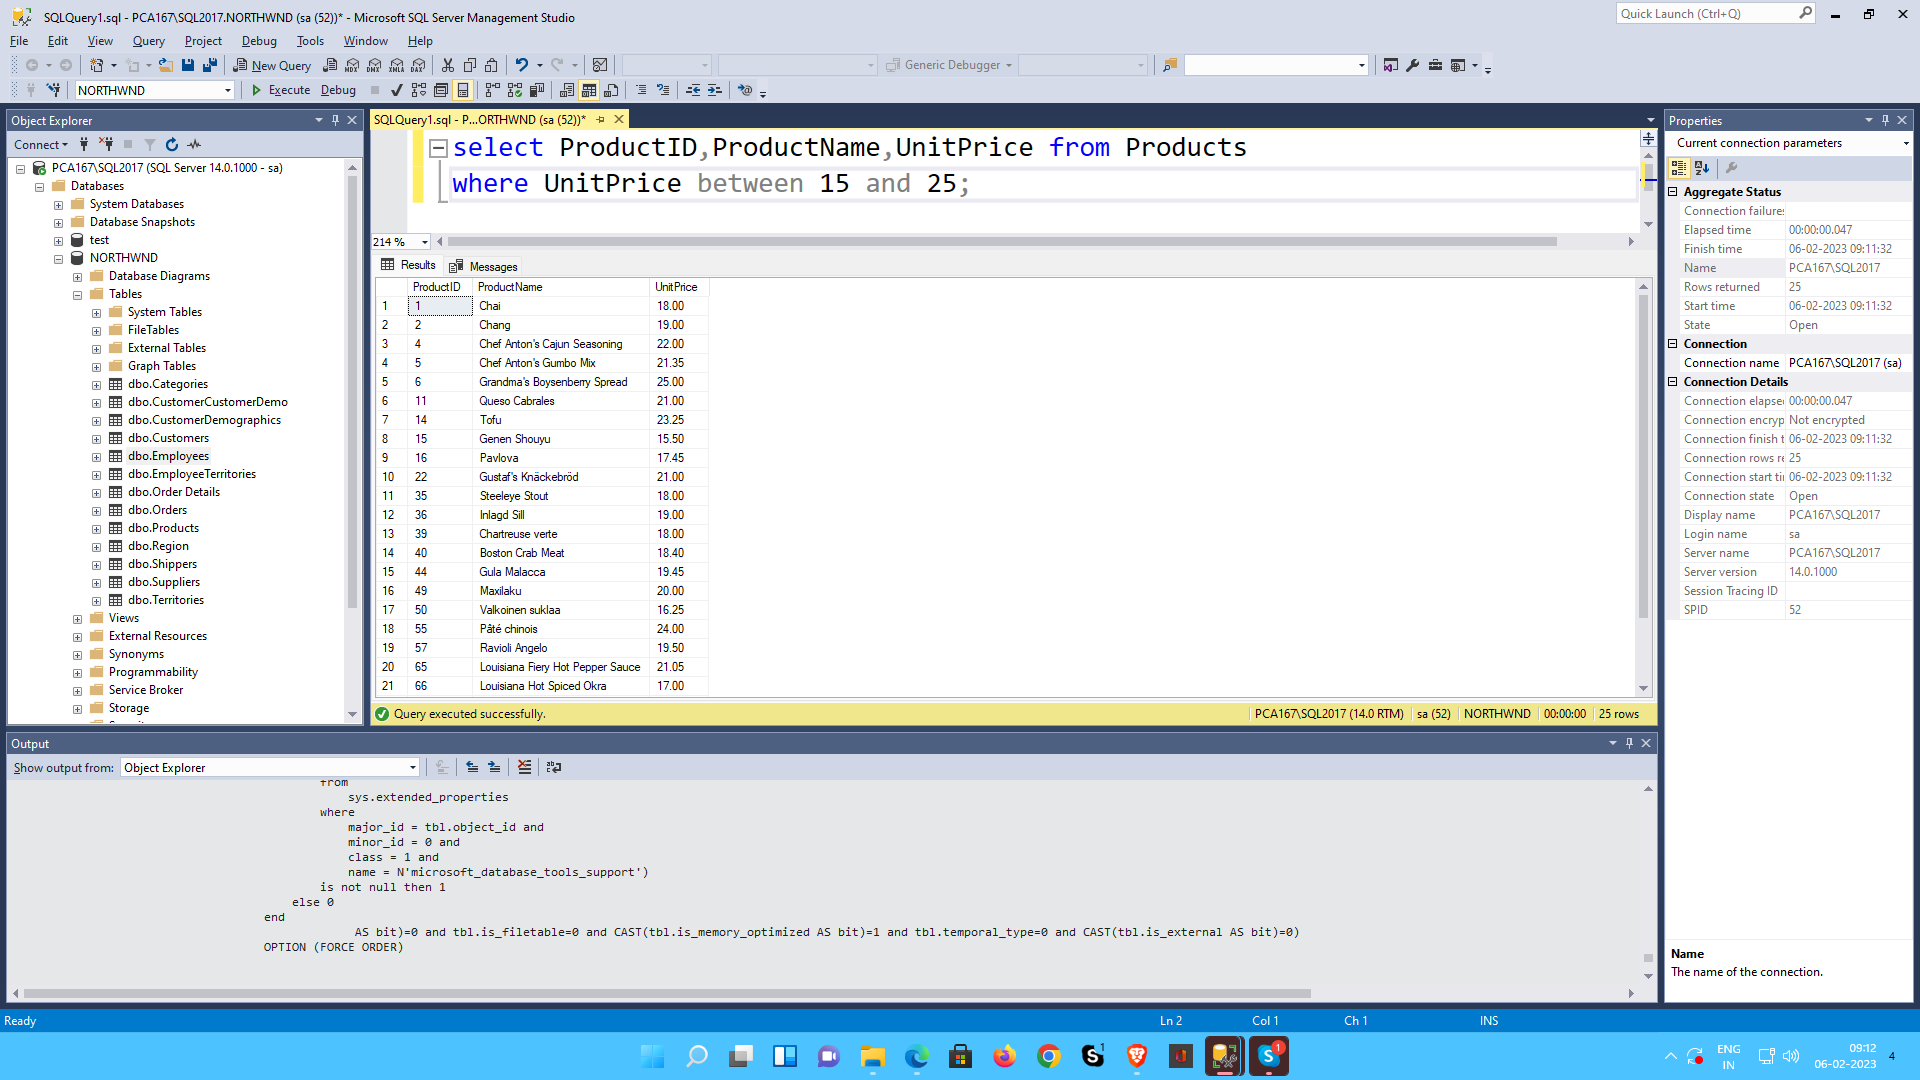 SQLQuery1.sql - PCA167\SQL2017.NORTHWND (sa (52))* - Microsoft SQL Server Management Studio
Quick Launch (Ctrl+Q)
File Edit View Query Project Debug Tools Window Help
New Query
MDX DMX XMLA DAX
Generic Debugger
NORTHWND
Execute Debug
Object Explorer
Connect
PCA167\SQL2017 (SQL Server 14.0.1000 - sa)
Databases
System Databases
Database Snapshots
test
NORTHWND
Database Diagrams
Tables
System Tables
FileTables
External Tables
Graph Tables
dbo.Categories
dbo.CustomerCustomerDemo
dbo.CustomerDemographics
dbo.Customers
dbo.Employees
dbo.EmployeeTerritories
dbo.Order Details
dbo.Orders
dbo.Products
dbo.Region
dbo.Shippers
dbo.Suppliers
dbo.Territories
Views
External Resources
Synonyms
Programmability
Service Broker
Storage
SQLQuery1.sql - P...ORTHWND (sa (52))*
select ProductID,ProductName,UnitPrice from Products
where UnitPrice between 15 and 25;
214 %
Results Messages
ProductID ProductName UnitPrice
1 1 Chai 18.00
2 2 Chang 19.00
3 4 Chef Anton's Cajun Seasoning 22.00
4 5 Chef Anton's Gumbo Mix 21.35
5 6 Grandma's Boysenberry Spread 25.00
6 11 Queso Cabrales 21.00
7 14 Tofu 23.25
8 15 Genen Shouyu 15.50
9 16 Pavlova 17.45
10 22 Gustaf's Knäckebröd 21.00
11 35 Steeleye Stout 18.00
12 36 Inlagd Sill 19.00
13 39 Chartreuse verte 18.00
14 40 Boston Crab Meat 18.40
15 44 Gula Malacca 19.45
16 49 Maxilaku 20.00
17 50 Valkoinen suklaa 16.25
18 55 Pâté chinois 24.00
19 57 Ravioli Angelo 19.50
20 65 Louisiana Fiery Hot Pepper Sauce 21.05
21 66 Louisiana Hot Spiced Okra 17.00
Query executed successfully.
PCA167\SQL2017 (14.0 RTM) sa (52) NORTHWND 00:00:00 25 rows
Properties
Current connection parameters
Aggregate Status
Connection failures
Elapsed time 00:00:00.047
Finish time 06-02-2023 09:11:32
Name PCA167\SQL2017
Rows returned 25
Start time 06-02-2023 09:11:32
State Open
Connection
Connection name PCA167\SQL2017 (sa)
Connection Details
Connection elapse 00:00:00.047
Connection encryp Not encrypted
Connection finish t 06-02-2023 09:11:32
Connection rows re 25
Connection start ti 06-02-2023 09:11:32
Connection state Open
Display name PCA167\SQL2017
Login name sa
Server name PCA167\SQL2017
Server version 14.0.1000
Session Tracing ID
SPID 52
Name
The name of the connection.
Output
Show output from: Object Explorer
from
sys.extended_properties
where
major_id = tbl.object_id and
minor_id = 0 and
class = 1 and
name = N'microsoft_database_tools_support')
is not null then 1
else 0
end
AS bit)=0 and tbl.is_filetable=0 and CAST(tbl.is_memory_optimized AS bit)=1 and tbl.temporal_type=0 and CAST(tbl.is_external AS bit)=0)
OPTION (FORCE ORDER)
Ready Ln 2 Col 1 Ch 1 INS
ENG
IN
09:12
06-02-2023
4